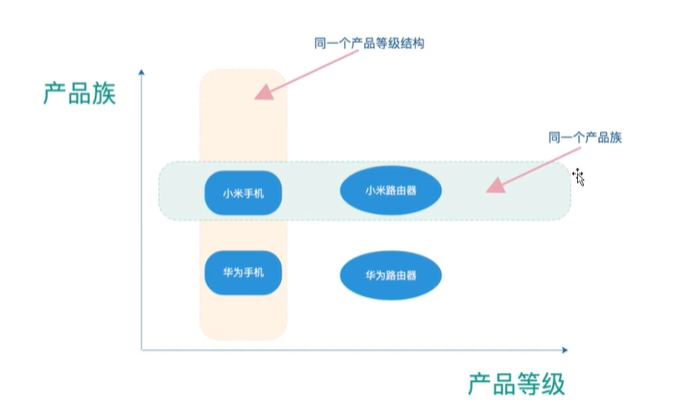 同一个产品等级结构
产品族
同一个产品族
小米手机
小米路由器
华为手机
华为路由器
产品等级